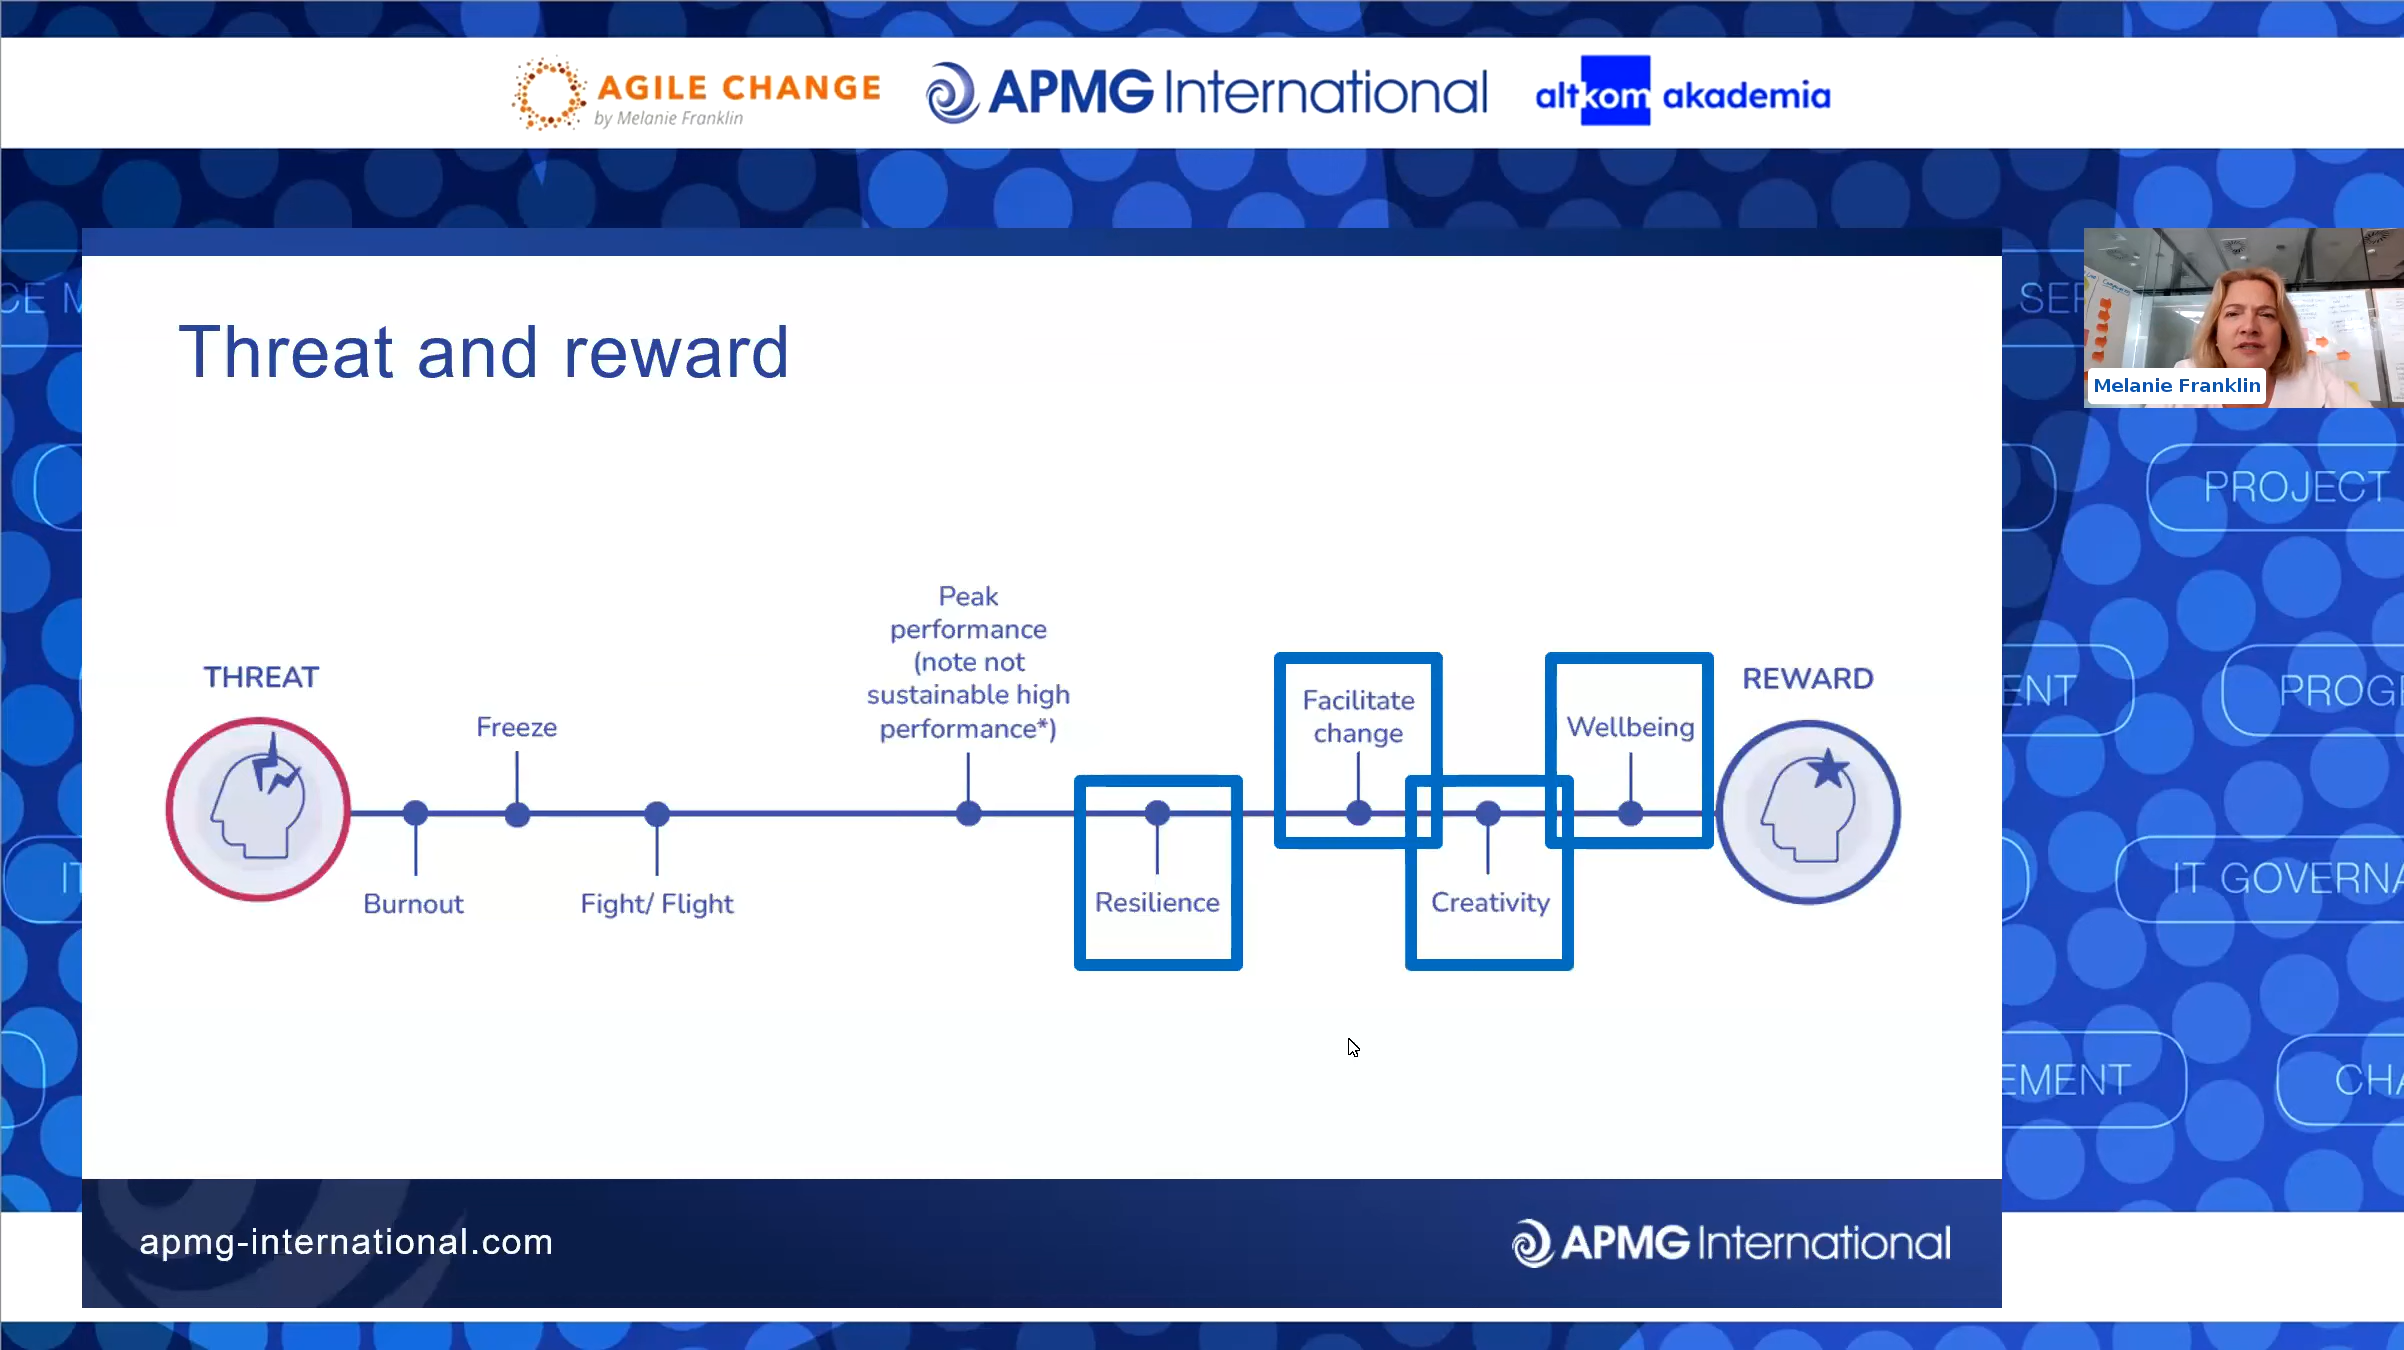 AGILE CHANGE
by Melanie Franklin
APMG International
altkom akademia
Threat and reward
Melanie Franklin
THREAT
Burnout
Freeze
Fight/ Flight
Peak
performance
(note not
sustainable high
performance*)
Resilience
Facilitate
change
Creativity
Wellbeing
REWARD
PROJECT
IT
EMENT
apmg-international.com
APMG International